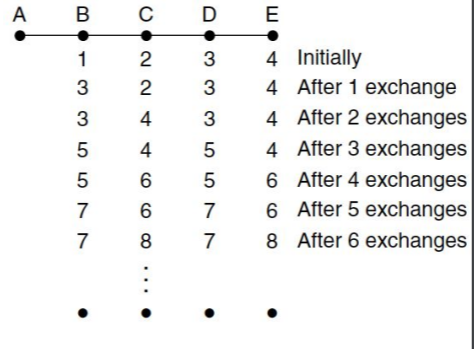 A B C D E
1 2 3 4 Initially
3 2 3 4 After 1 exchange
3 4 3 4 After 2 exchanges
5 4 5 4 After 3 exchanges
5 6 5 6 After 4 exchanges
7 6 7 6 After 5 exchanges
7 8 7 8 After 6 exchanges